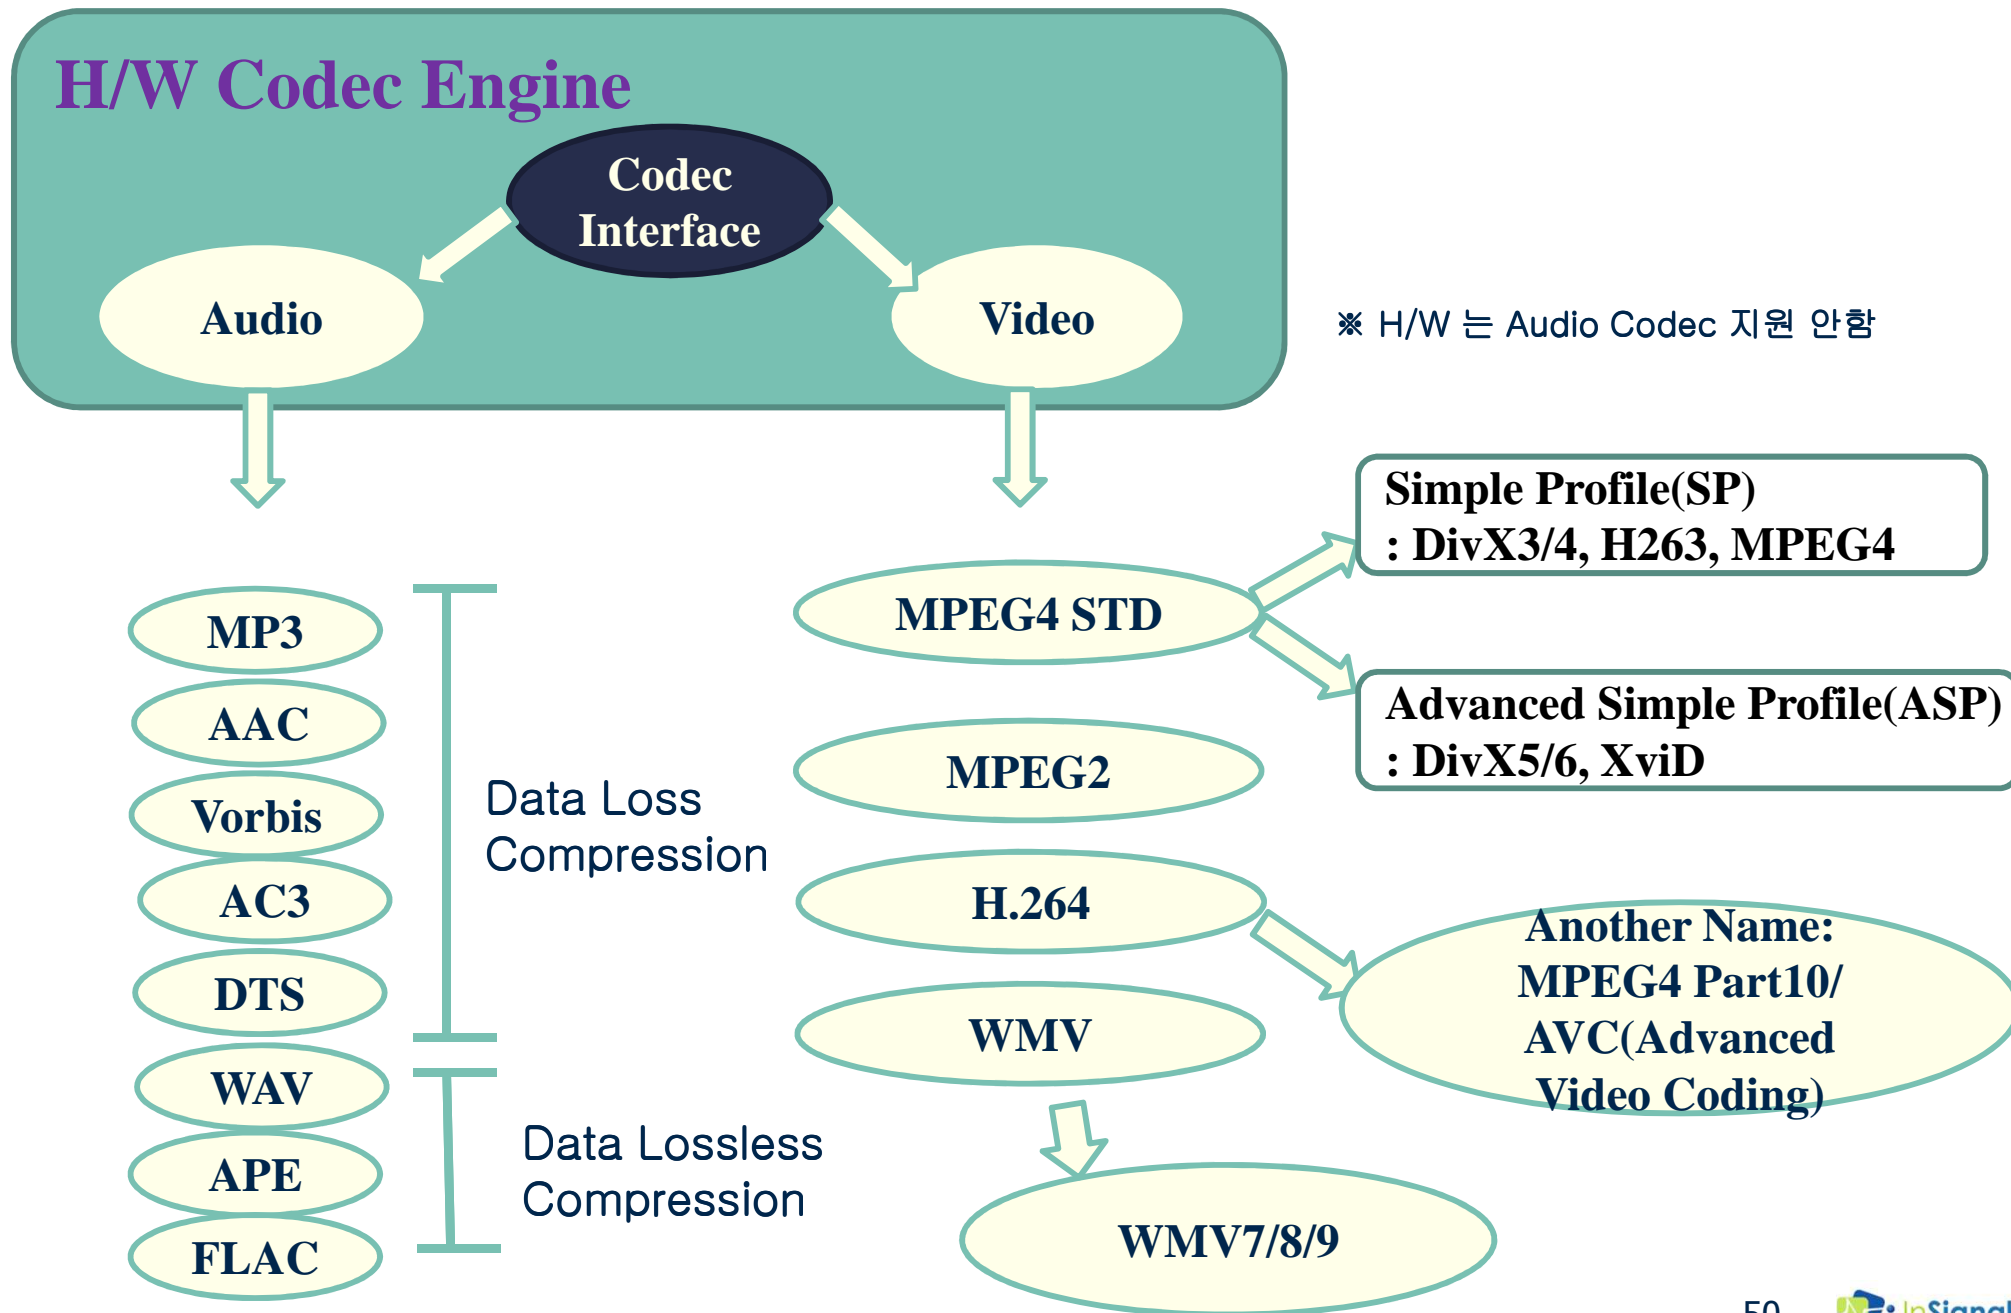 H/W Codec Engine
Codec
Interface
Audio
Video
※ H/W 는 Audio Codec 지원 안함
Simple Profile(SP)
: DivX3/4, H263, MPEG4
MPEG4 STD
Advanced Simple Profile(ASP)
: DivX5/6, XviD
MP3
AAC
Vorbis
AC3
DTS
Data Loss
Compression
WAV
APE
FLAC
Data Lossless
Compression
MPEG2
H.264
Another Name:
MPEG4 Part10/
AVC(Advanced
Video Coding)
WMV
WMV7/8/9
50
InSignal